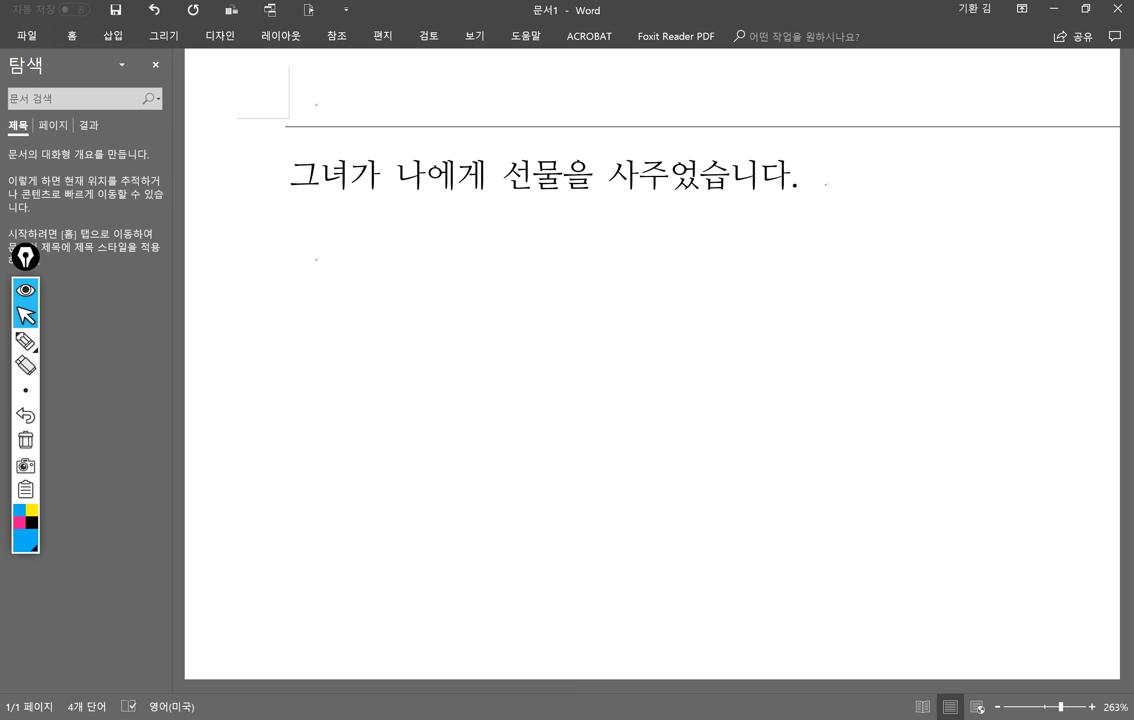 자동 저장
문서1 - Word
기환 김
파일 홈 삽입 그리기 디자인 레이아웃 참조 편지 검토 보기 도움말 ACROBAT Foxit Reader PDF 어떤 작업을 원하시나요? 공유
탐색
문서 검색
제목 페이지 결과
문서의 대화형 개요를 만듭니다.
이렇게 하면 현재 위치를 추적하거
나 콘텐츠로 빠르게 이동할 수 있습
니다.
시작하려면 [홈] 탭으로 이동하여
제목에 제목 스타일을 적용
그녀가 나에게 선물을 사주었습니다.
1/1 페이지 4개 단어 영어(미국) 263%